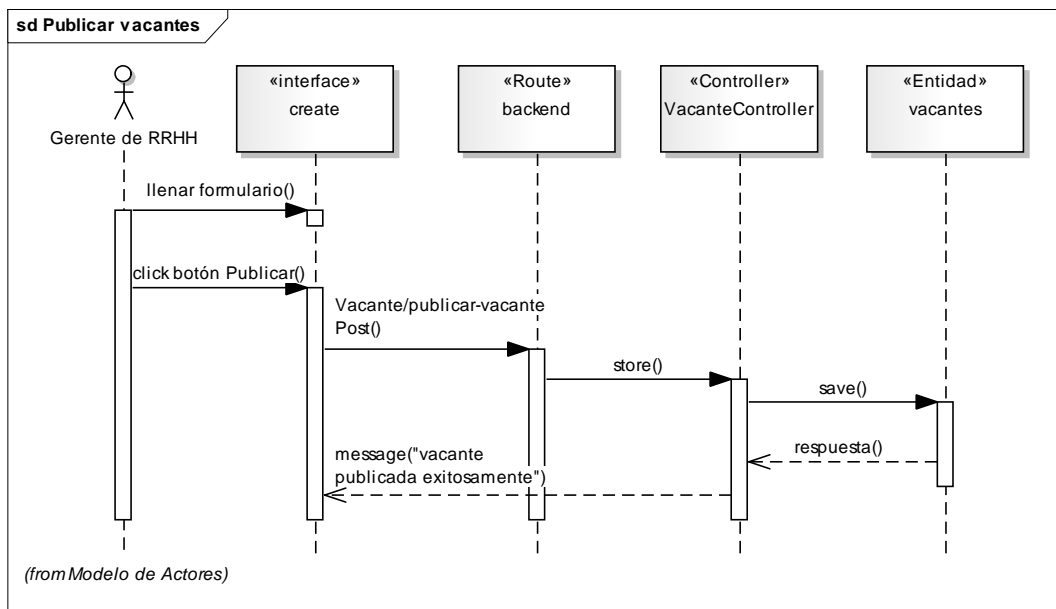 sd Publicar vacantes
Gerente de RRHH
«interface»
create
«Route»
backend
«Controller»
VacanteController
«Entidad»
vacantes
llenar formulario()
click botón Publicar()
Vacante/publicar-vacante
Post()
store()
save()
respuesta()
message("vacante
publicada exitosamente")
(from Modelo de Actores)